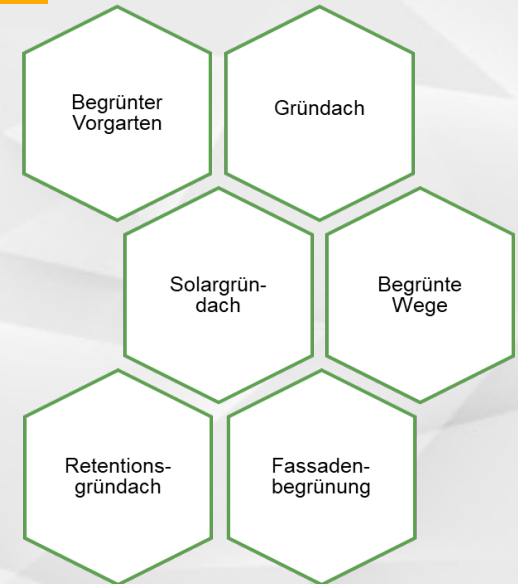 Begrünter
Vorgarten
Gründach
Solargrün-
dach
Begrünte
Wege
Retentions-
gründach
Fassaden-
begrünung